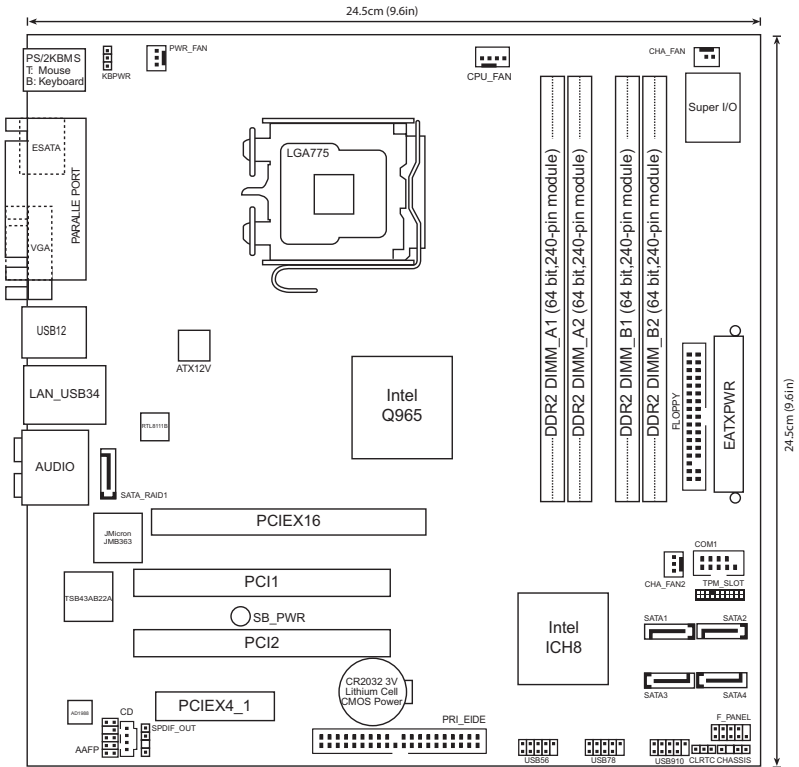 24.5cm (9.6in)
PS/2KBMS
T: Mouse
B: Keyboard
KBPWR
PWR_FAN
CPU_FAN
CHA_FAN
Super I/O
ESATA
PARALLE PORT
VGA
LGA775
DDR2 DIMM_A1 (64 bit,240-pin module)
DDR2 DIMM_A2 (64 bit,240-pin module)
DDR2 DIMM_B1 (64 bit,240-pin module)
DDR2 DIMM_B2 (64 bit,240-pin module)
24.5cm (9.6in)
USB12
ATX12V
LAN_USB34
Intel
Q965
FLOPPY
EATXPWR
RTL8111B
AUDIO
SATA_RAID1
PCIEX16
JMicron
JMB363
COM1
CHA_FAN2
TPM_SLOT
PCI1
TSB43AB22A
SB_PWR
PCI2
Intel
ICH8
SATA1
SATA2
SATA3
SATA4
CR2032 3V
Lithium Cell
CMOS Power
PCIEX4_1
AD1988
CD
SPDIF_OUT
AAFP
PRI_EIDE
F_PANEL
USB56
USB78
USB910
CLRTC
CHASSIS